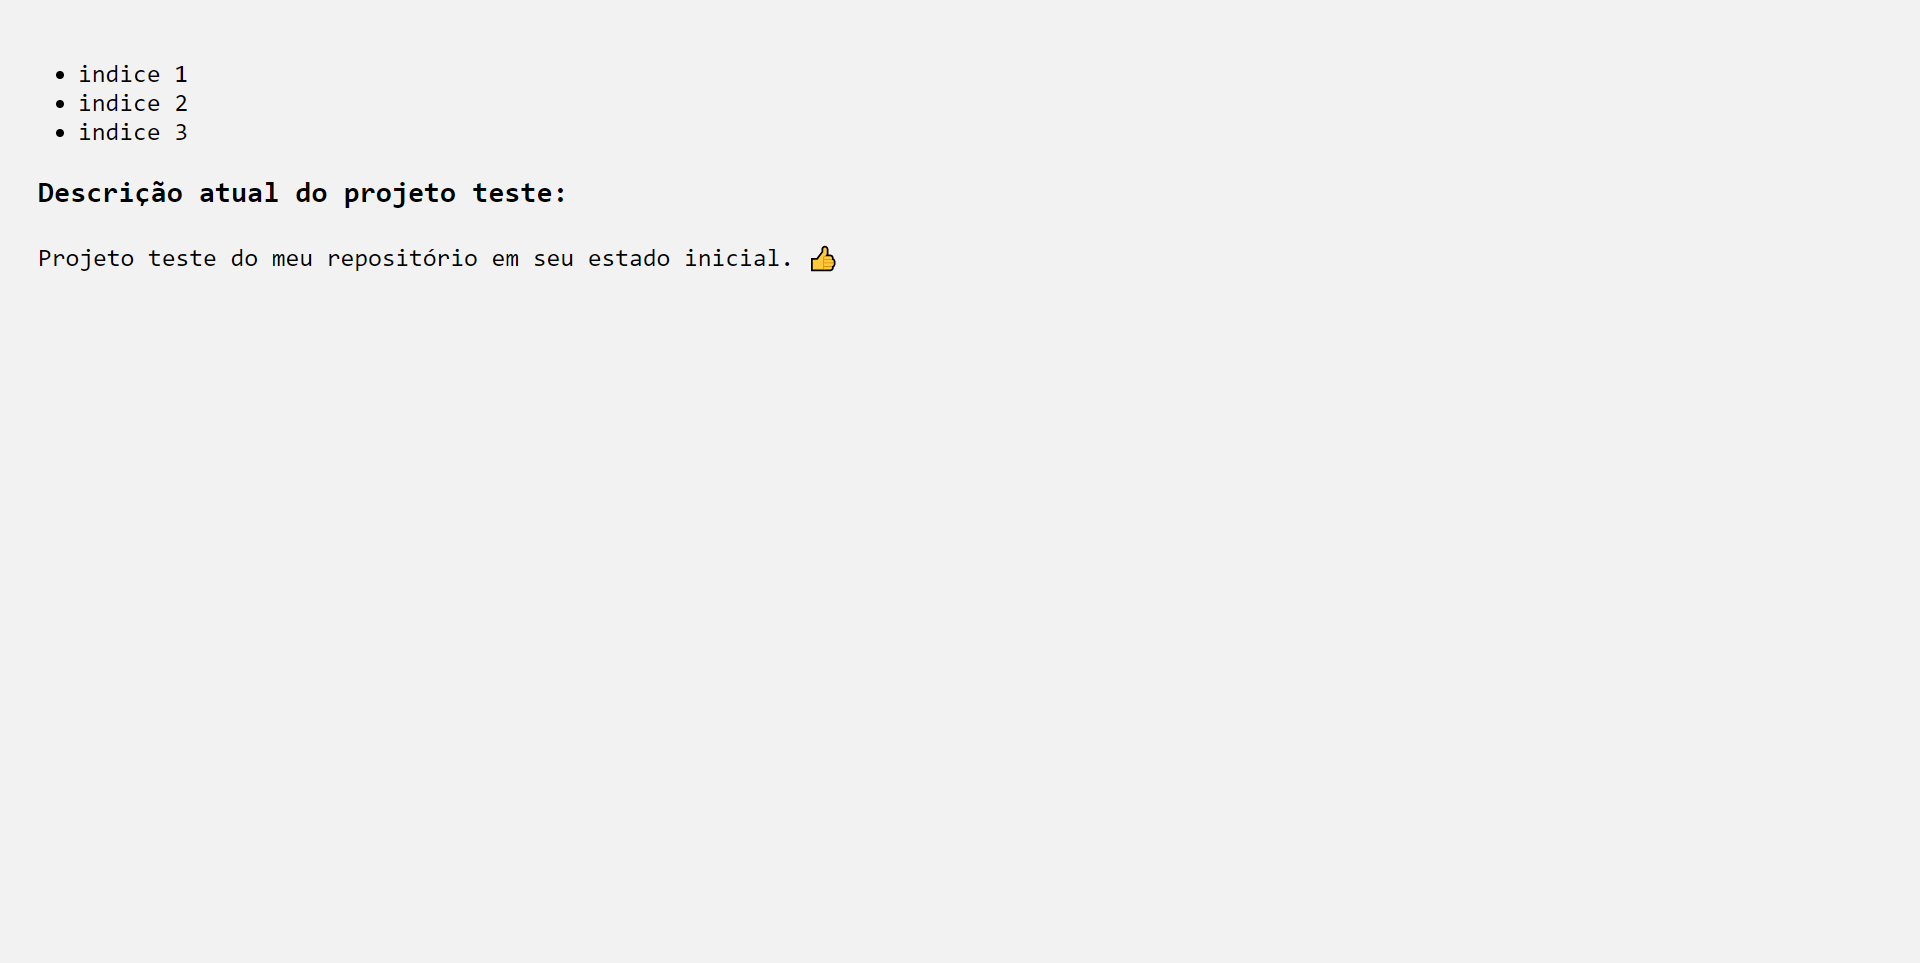 • indice 1
• indice 2
• indice 3
Descrição atual do projeto teste:
Projeto teste do meu repositório em seu estado inicial. 👍